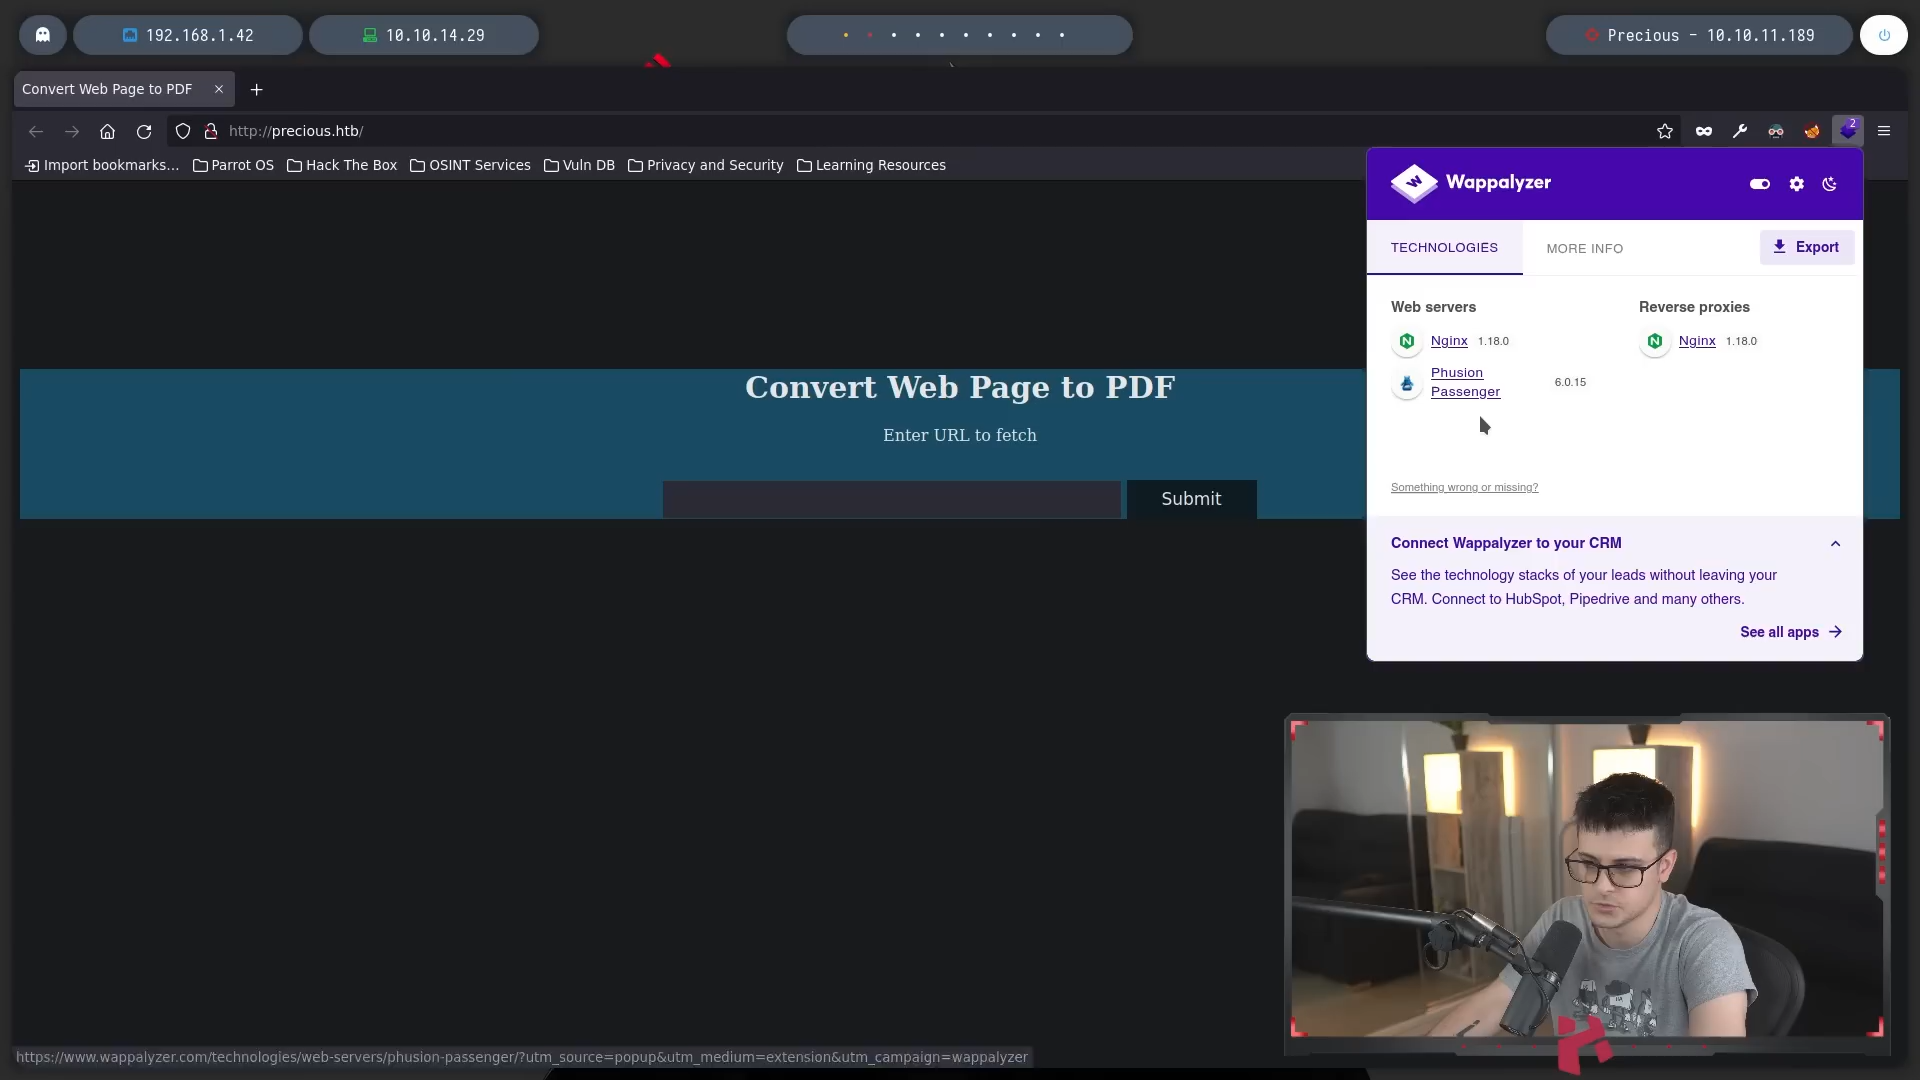 192.168.1.42
10.10.14.29
Precious - 10.10.11.189
Convert Web Page to PDF
http://precious.htb/
2
Import bookmarks...
Parrot OS
Hack The Box
OSINT Services
Vuln DB
Privacy and Security
Learning Resources
Wappalyzer
TECHNOLOGIES
MORE INFO
Export
Web servers
Reverse proxies
Nginx 1.18.0
Nginx 1.18.0
Phusion
Passenger 6.0.15
Something wrong or missing?
Connect Wappalyzer to your CRM
See the technology stacks of your leads without leaving your
CRM. Connect to HubSpot, Pipedrive and many others.
See all apps
Convert Web Page to PDF
Enter URL to fetch
Submit
https://www.wappalyzer.com/technologies/web-servers/phusion-passenger/?utm_source=popup&utm_medium=extension&utm_campaign=wappalyzer